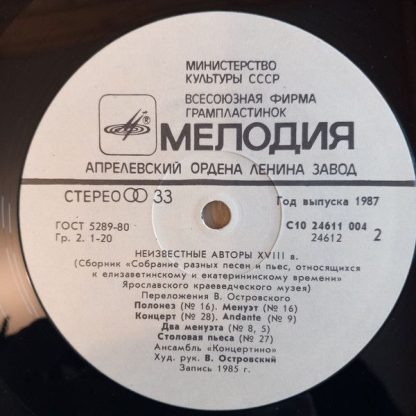 МИНИСТЕРСТВО
КУЛЬТУРЫ СССР
ВСЕСОЮЗНАЯ ФИРМА
ГРАМПЛАСТИНОК
®
МЕЛОДИЯ
АПРЕЛЕВСКИЙ ОРДЕНА ЛЕНИНА ЗАВОД
СТЕРЕО 33
Год выпуска 1987
ГОСТ 5289-80
С10 24611 004
Гр. 2. 1-20
24612 2
НЕИЗВЕСТНЫЕ АВТОРЫ XVIII в.
(Сборник «Собрание разных песен и пьес, относящихся
к елизаветинскому и екатерининскому времени»
Ярославского краеведческого музея)
Переложения В. Островского
Полонез (№ 16). Менуэт (№ 16)
Концерт (№ 28). Andante (№ 9)
Два менуэта (№ 8, 5)
Столовая пьеса (№ 27)
Ансамбль «Концертино»
Худ. рук. В. Островский
Запись 1985 г.